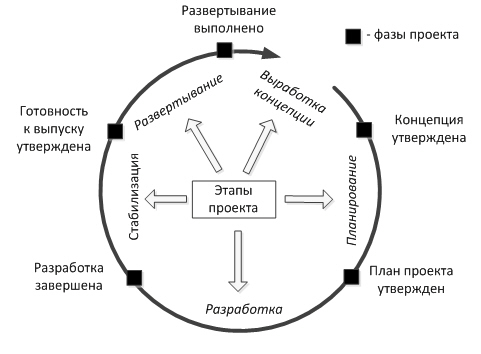 Развертывание
выполнено
- фазы проекта
Выработка
концепции
Развертывание
Готовность
к выпуску
утверждена
Концепция
утверждена
Стабилизация
Этапы
проекта
Планирование
Разработка
завершена
План проекта
утвержден
Разработка